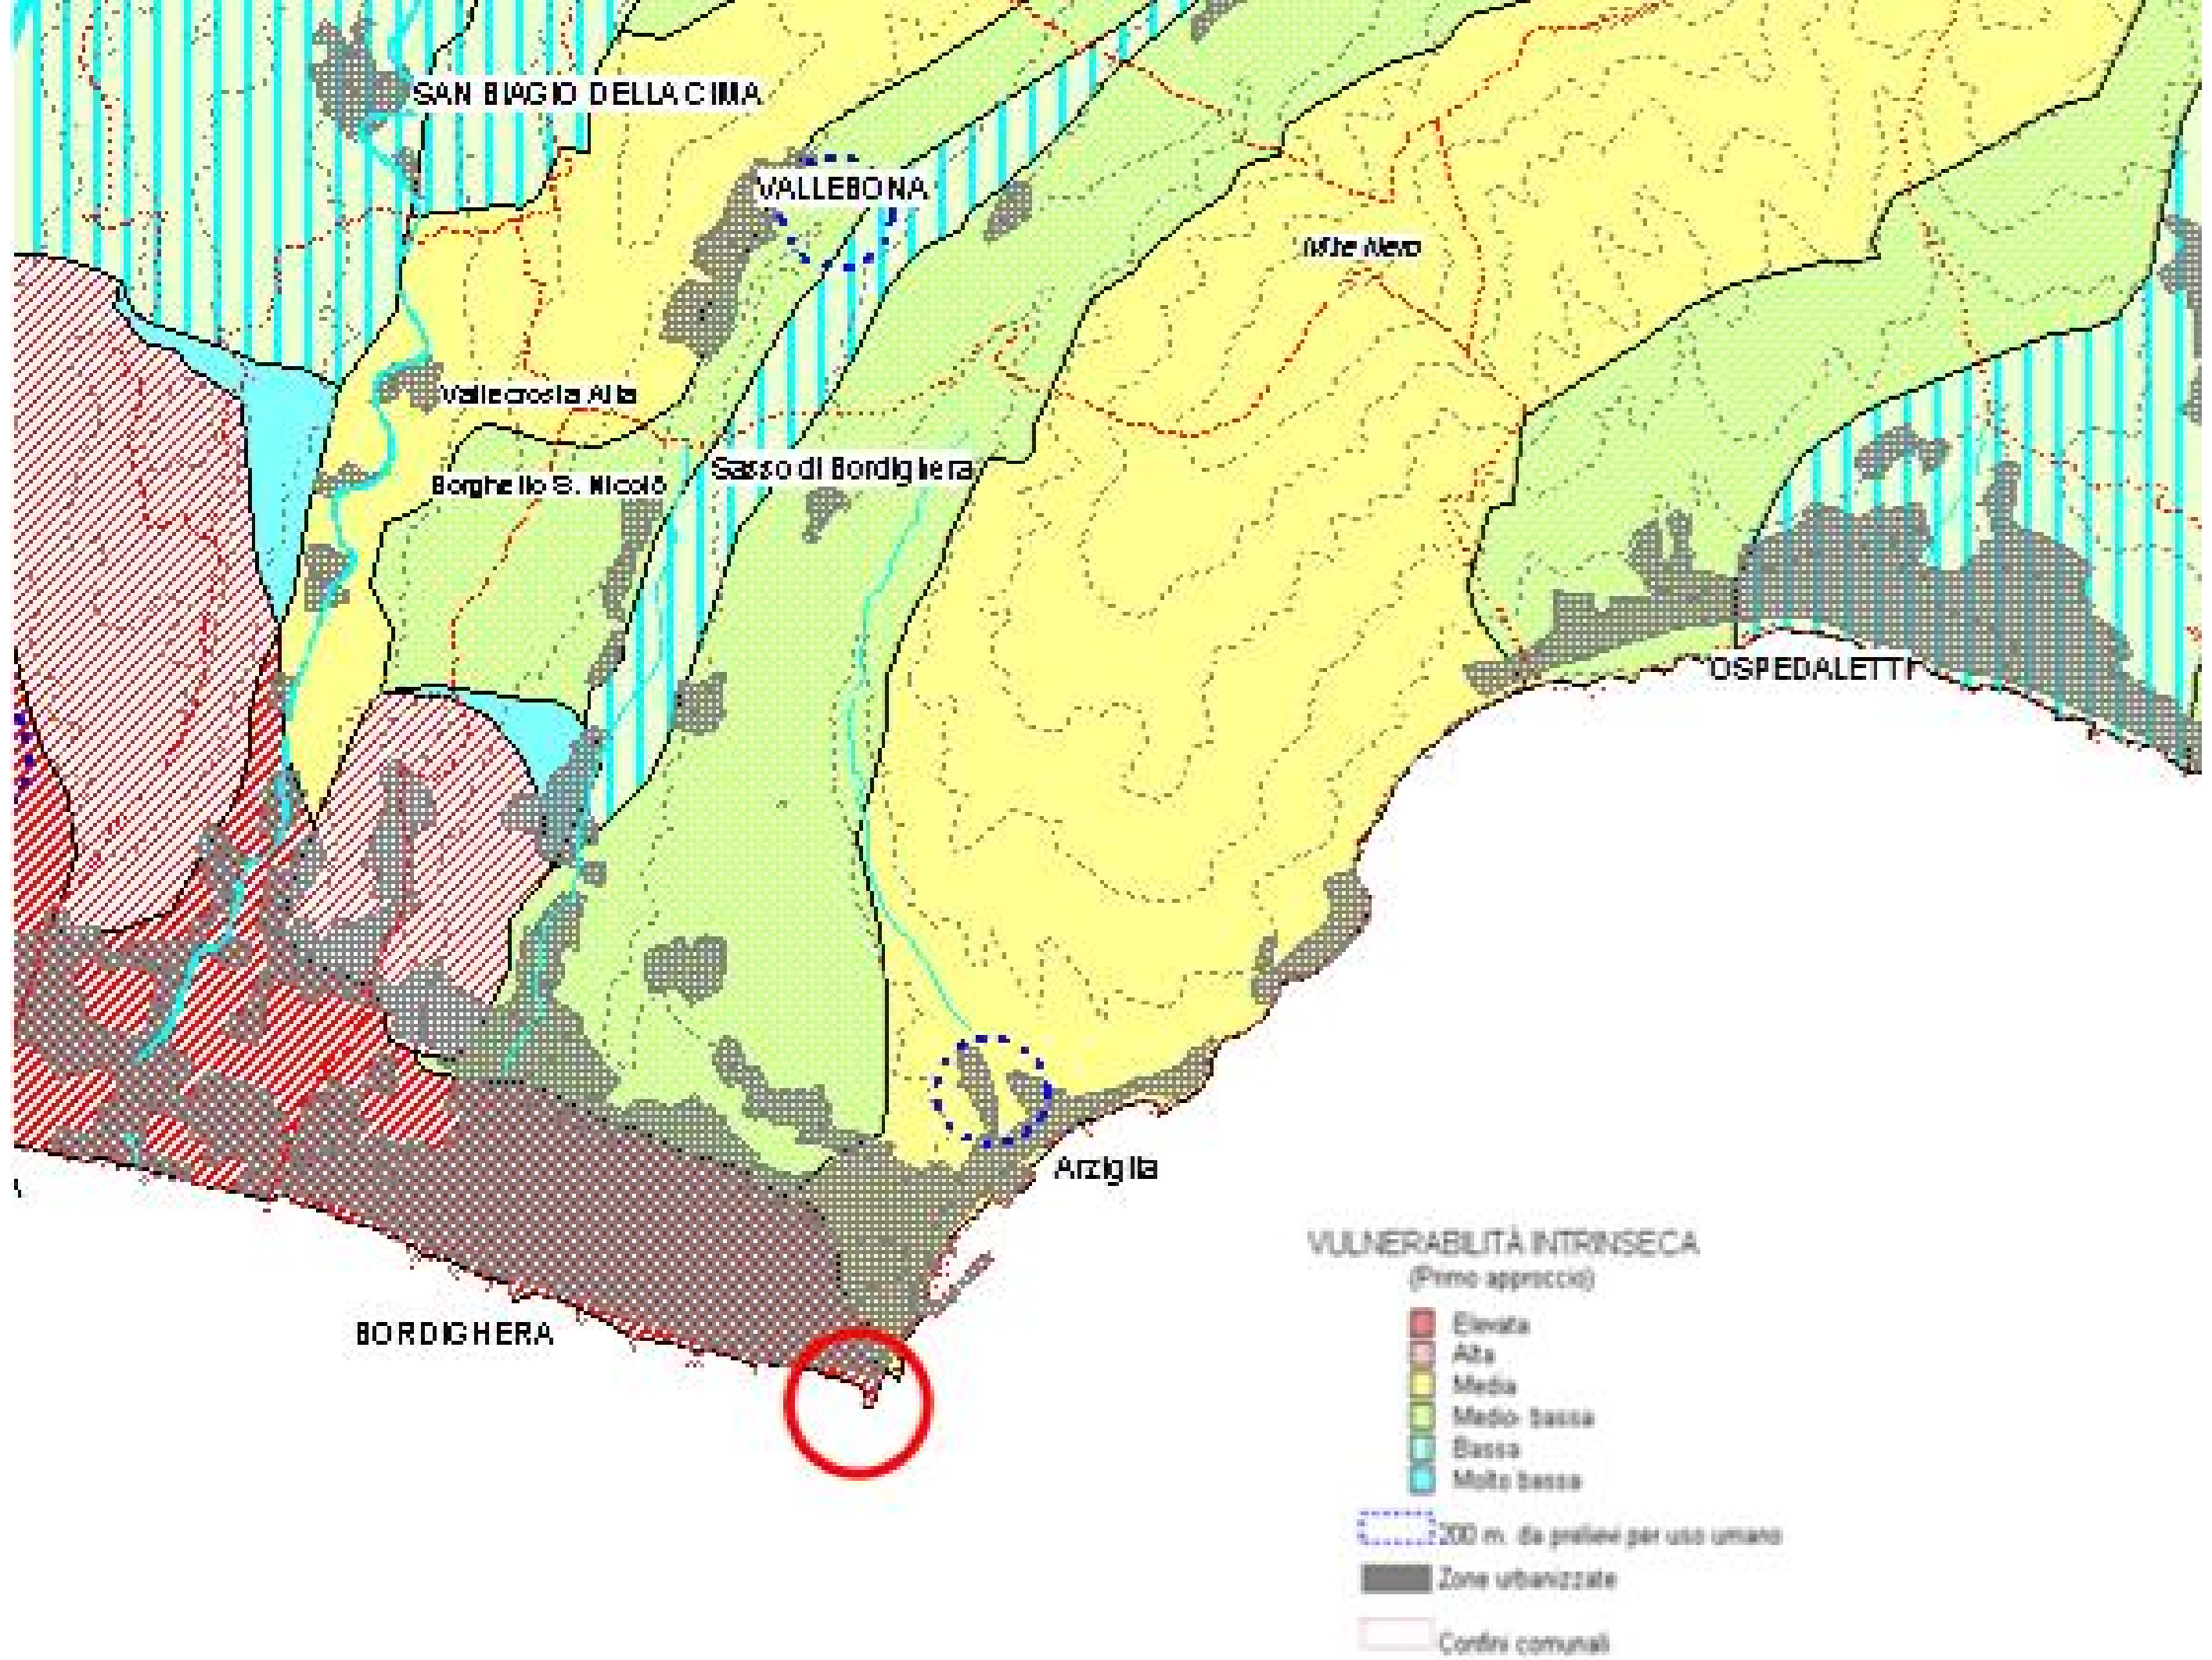 SAN BIAGIO DELLA CIMA
VALLEBONA
Mte Nero
Vallecrosia Alta
Sasso di Bordighera
Borghello S. Nicolò
OSPEDALETTI
Arziglia
BORDIGHERA
VULNERABILITÀ INTRINSECA
(Primo approccio)
Elevata
Alta
Media
Medio- bassa
Bassa
Molto bassa
200 m. da prelievi per uso umano
Zone urbanizzate
Confini comunali